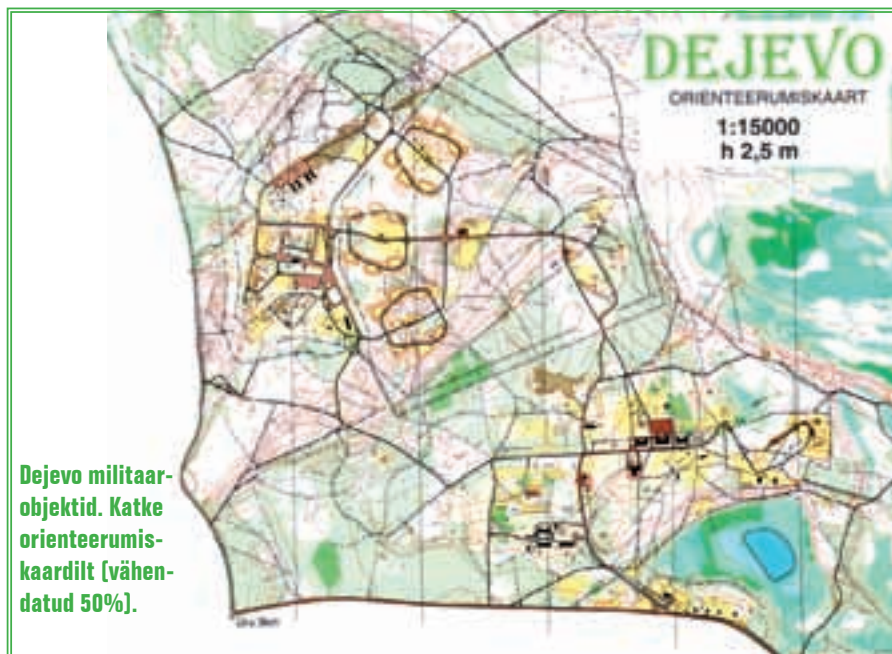 DEJEVO
ORIENTEERUMISKAART
1:15000
h 2,5 m
Dejevo militaar-
objektid. Katke
orienteerumis-
kaardilt (vähen-
datud 50%).